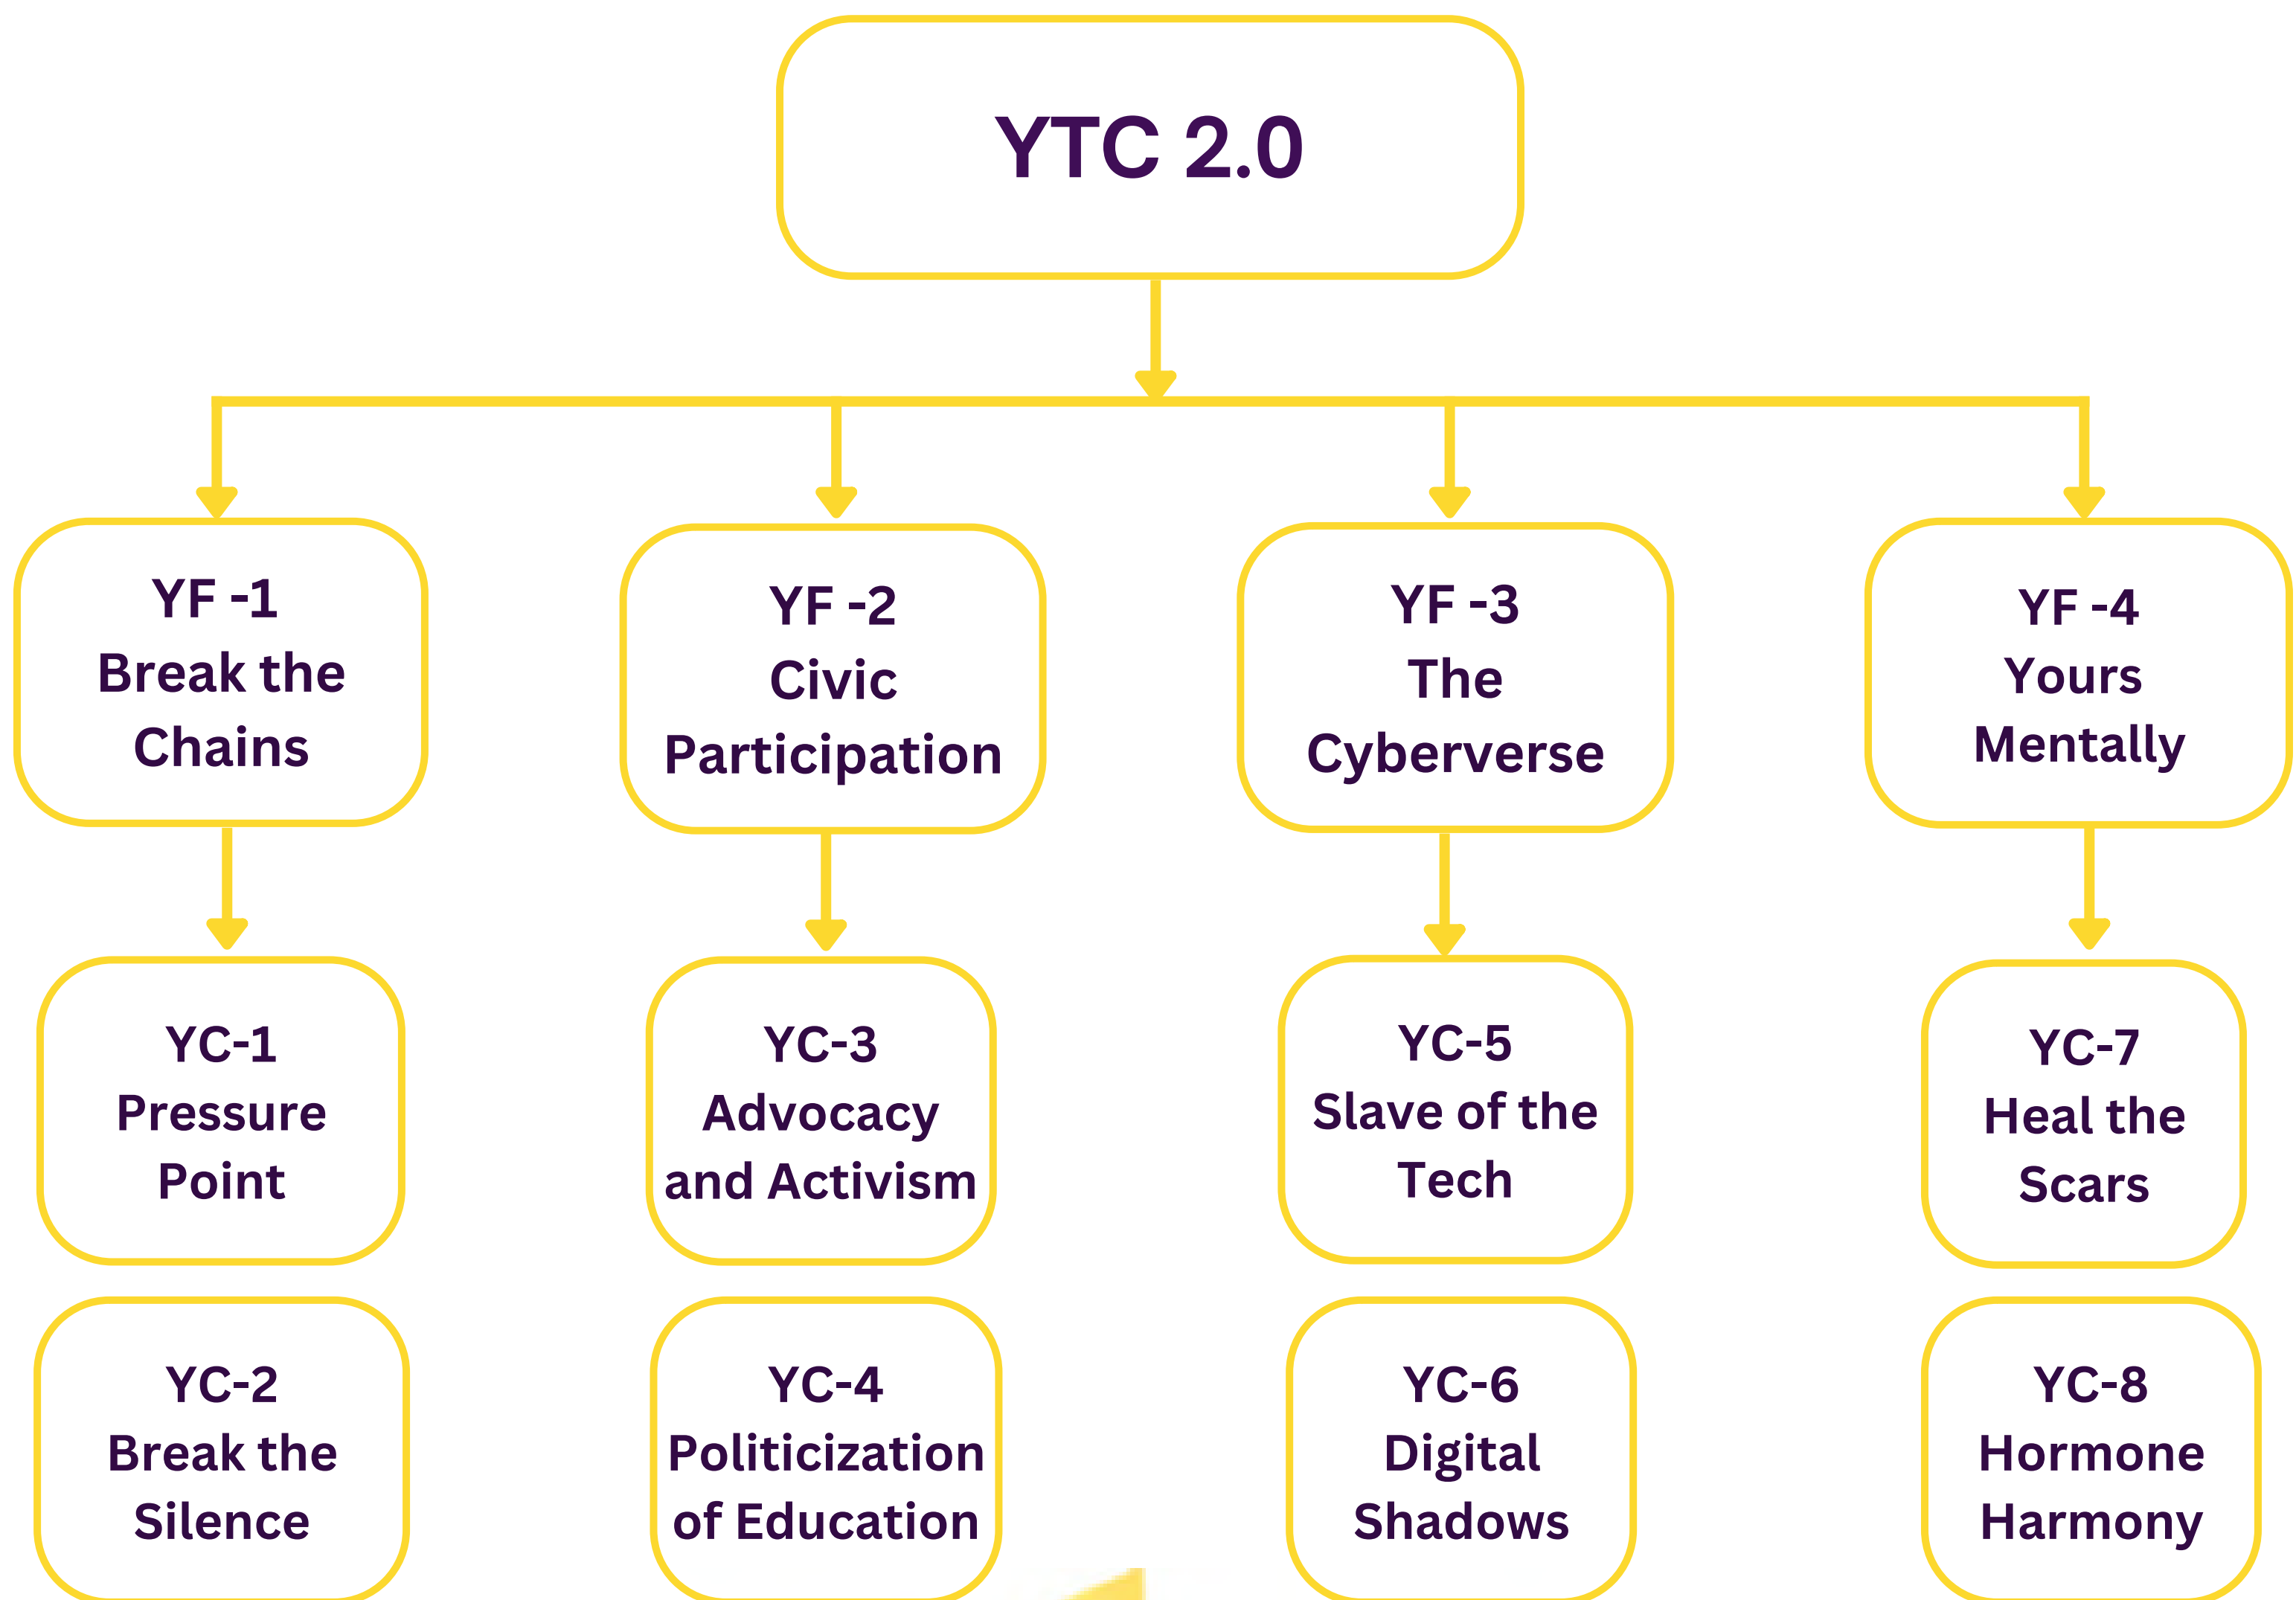 YTC 2.0
YF -1
Break the
Chains
YF -2
Civic
Participation
YF -3
The
Cyberverse
YF -4
Yours
Mentally
YC-1
Pressure
Point
YC-3
Advocacy
and Activism
YC-5
Slave of the
Tech
YC-7
Heal the
Scars
YC-2
Break the
Silence
YC-4
Politicization
of Education
YC-6
Digital
Shadows
YC-8
Hormone
Harmony